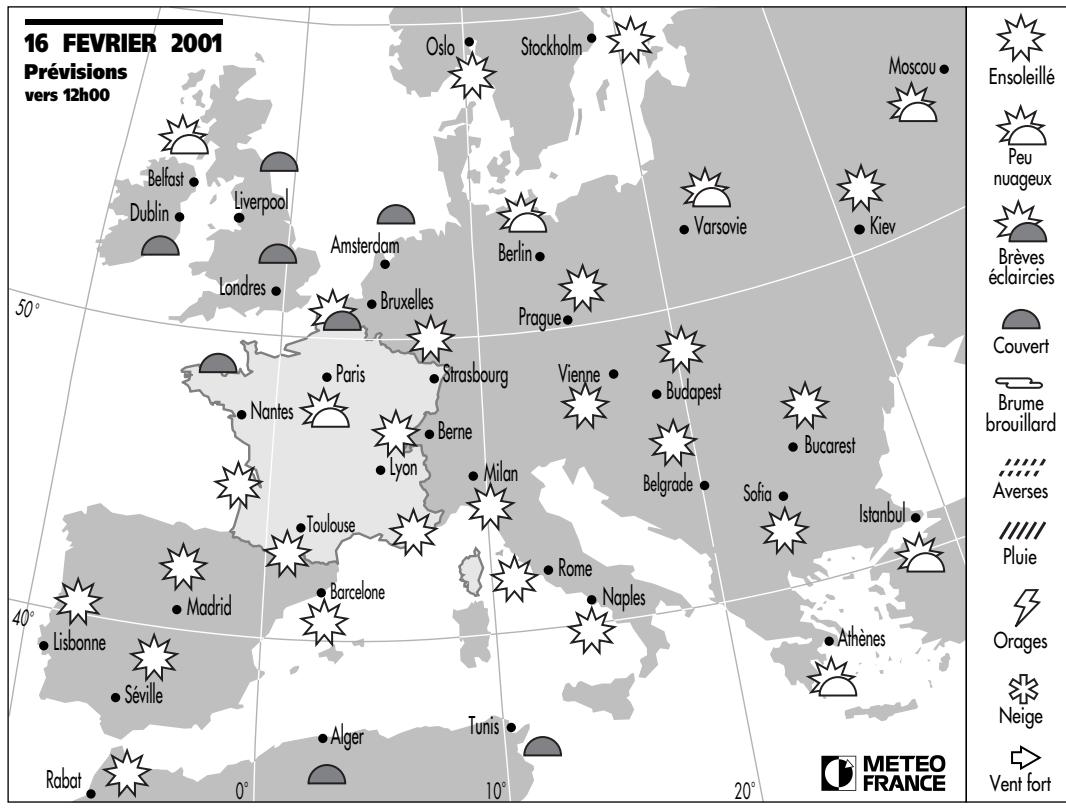 16 FEVRIER 2001
Prévisions
vers 12h00
Oslo
Stockholm
Moscou
Belfast
Dublin
Liverpool
Amsterdam
Berlin
Varsovie
Kiev
Londres
Bruxelles
50°
Prague
Paris
Strasbourg
Vienne
Budapest
Nantes
Berne
Bucarest
Lyon
Milan
Belgrade
Sofia
Istanbul
Toulouse
Rome
Barcelone
Naples
Madrid
40°
Lisbonne
Athènes
Séville
Alger
Tunis
Rabat
0°
10°
20°
METEO
FRANCE
Ensoleillé
Peu
nuageux
Brèves
éclaircies
Couvert
Brume
brouillard
Averses
Pluie
Orages
Neige
Vent fort